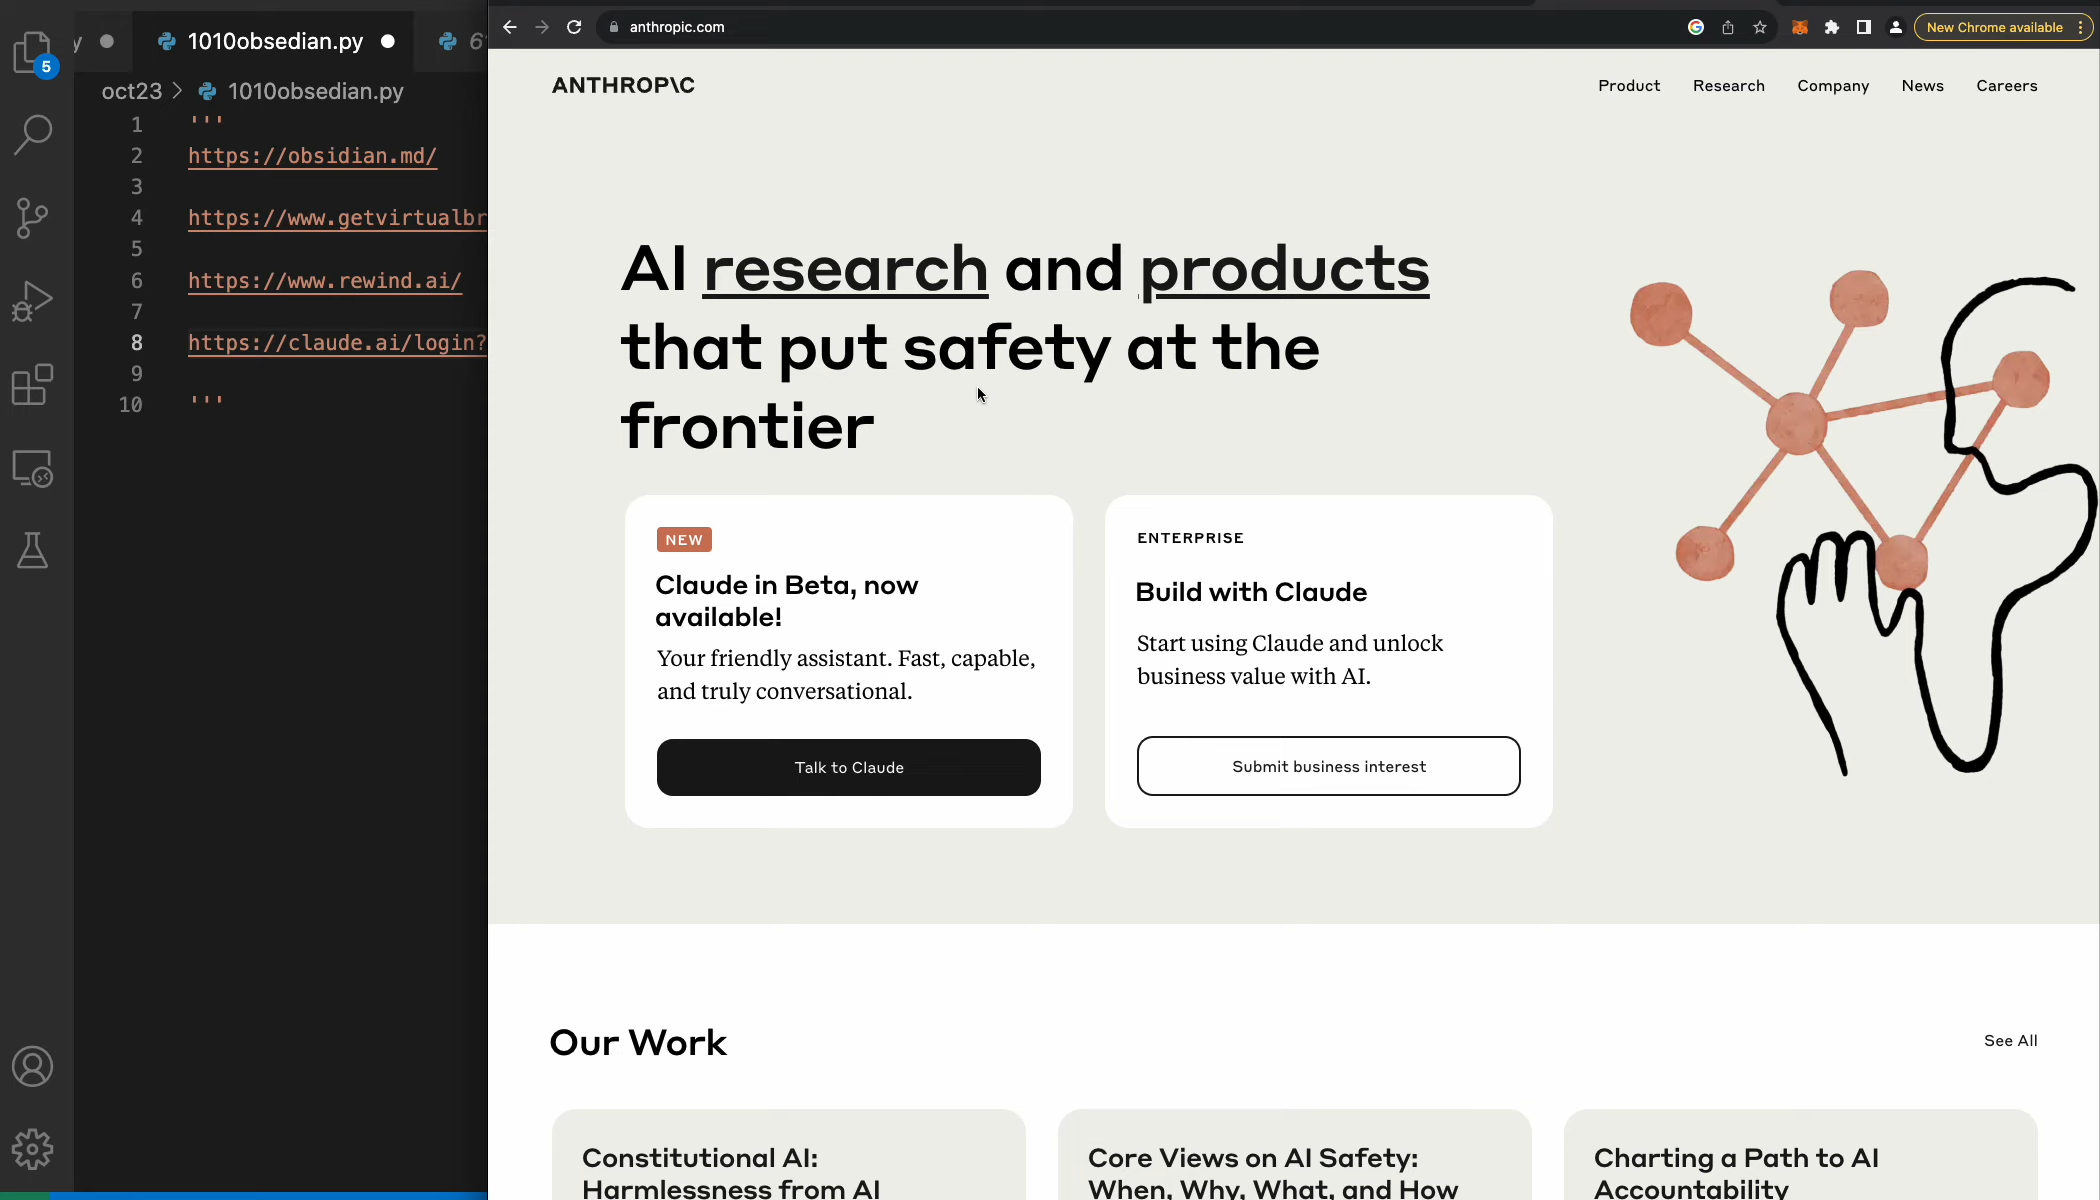 y
1010obsedian.py
5
oct23 > 1010obsedian.py
1 '''
2 https://obsidian.md/
3
4 https://www.getvirtualbr
5
6 https://www.rewind.ai/
7
8 https://claude.ai/login?
9
10 '''
anthropic.com
New Chrome available
ANTHROP\C
Product Research Company News Careers
AI research and products
that put safety at the
frontier
NEW
Claude in Beta, now
available!
Your friendly assistant. Fast, capable,
and truly conversational.
Talk to Claude
ENTERPRISE
Build with Claude
Start using Claude and unlock
business value with AI.
Submit business interest
Our Work
See All
Constitutional AI:
Harmlessness from AI
Core Views on AI Safety:
When, Why, What, and How
Charting a Path to AI
Accountability